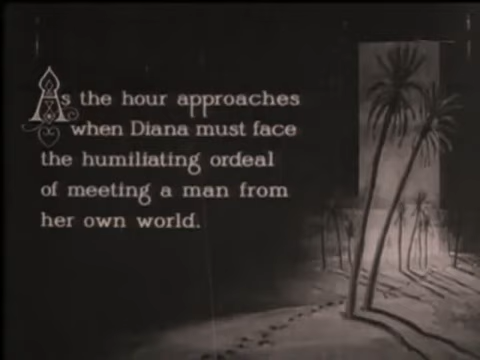 As the hour approaches
when Diana must face
the humiliating ordeal
of meeting a man from
her own world.